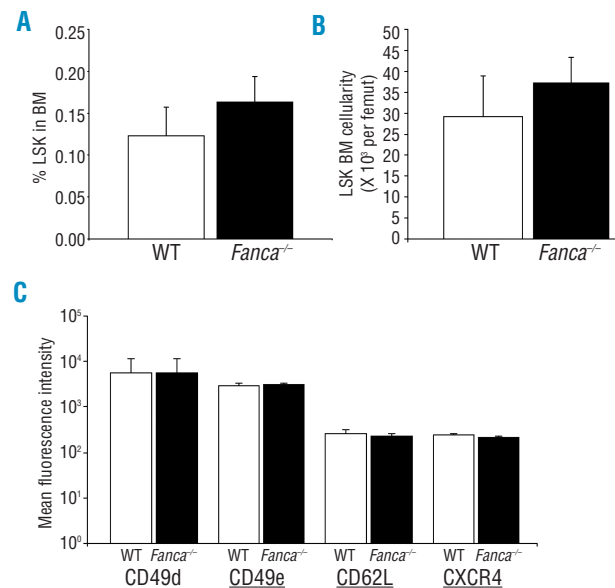 A
% LSK in BM
0.25
0.20
0.15
0.10
0.05
0.00
WT Fanca⁻/⁻
B
LSK BM cellularity
(X 10³ per femut)
50
45
40
35
30
25
20
15
10
5
0
WT Fanca⁻/⁻
C
Mean fluorescence intensity
10⁵
10⁴
10³
10²
10¹
10⁰
WT Fanca⁻/⁻ WT Fanca⁻/⁻ WT Fanca⁻/⁻ WT Fanca⁻/⁻
CD49d CD49e CD62L CXCR4